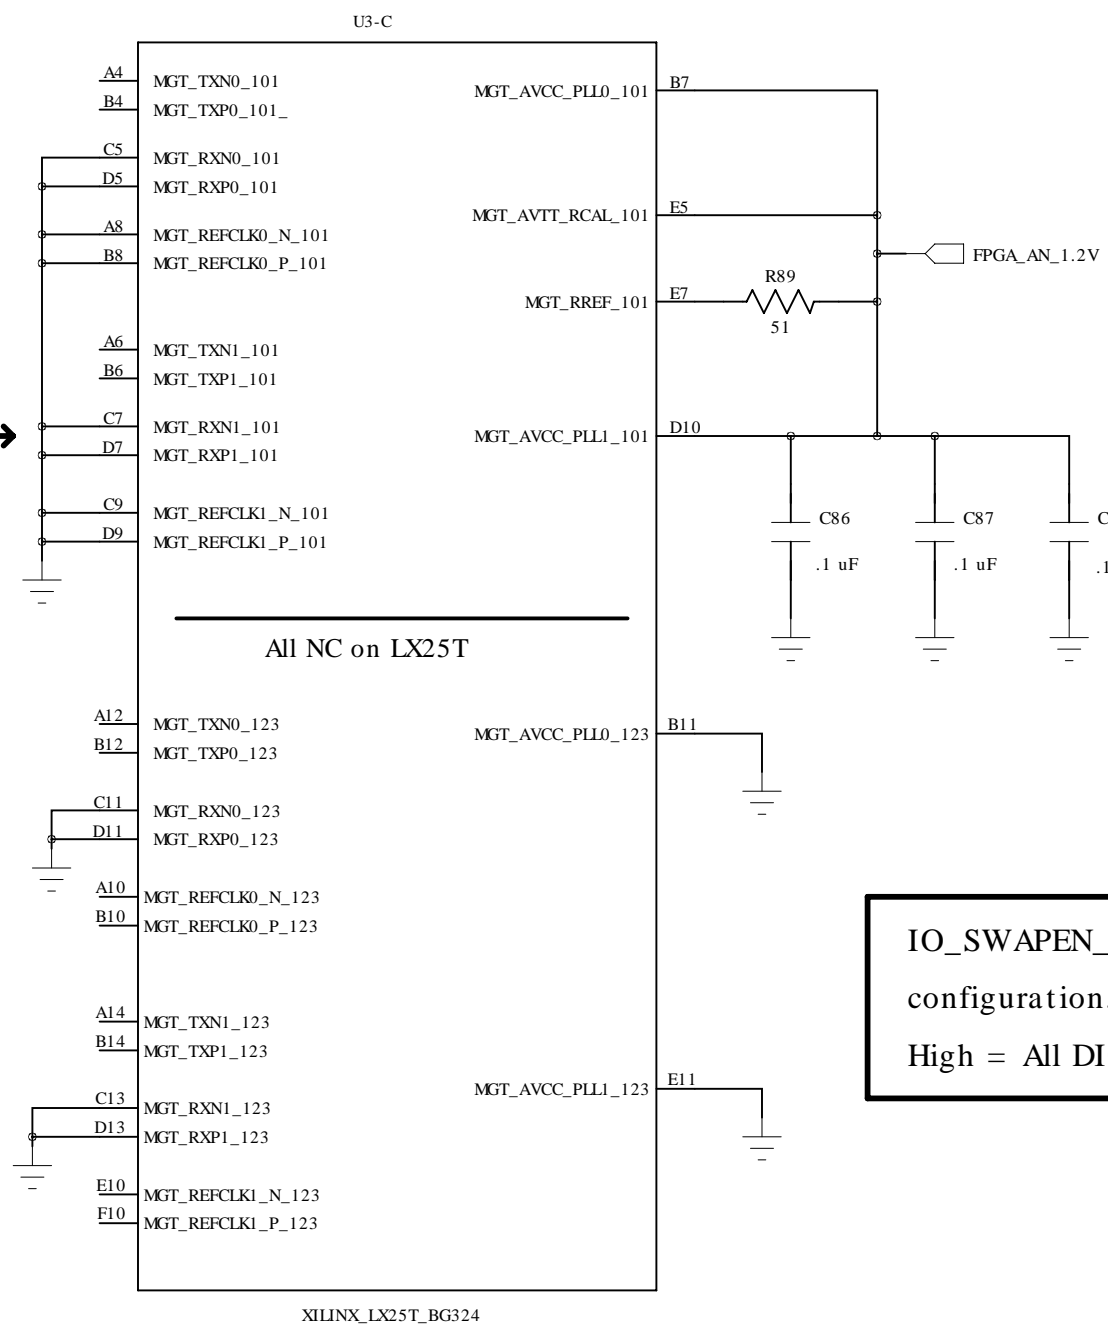 U3-C
A4 MGT_TXN0_101
B4 MGT_TXP0_101_
MGT_AVCC_PLL0_101 B7
C5 MGT_RXN0_101
D5 MGT_RXP0_101
MGT_AVTT_RCAL_101 E5
A8 MGT_REFCLK0_N_101
B8 MGT_REFCLK0_P_101
FPGA_AN_1.2V
R89
MGT_RREF_101 E7
51
A6 MGT_TXN1_101
B6 MGT_TXP1_101
C7 MGT_RXN1_101
MGT_AVCC_PLL1_101 D10
D7 MGT_RXP1_101
C9 MGT_REFCLK1_N_101
D9 MGT_REFCLK1_P_101
C86 C87 C
.1 uF .1 uF .1
All NC on LX25T
A12 MGT_TXN0_123
MGT_AVCC_PLL0_123 B11
B12 MGT_TXP0_123
C11 MGT_RXN0_123
D11 MGT_RXP0_123
A10 MGT_REFCLK0_N_123
B10 MGT_REFCLK0_P_123
IO_SWAPEN_
configuration.
High = All DI
A14 MGT_TXN1_123
B14 MGT_TXP1_123
MGT_AVCC_PLL1_123 E11
C13 MGT_RXN1_123
D13 MGT_RXP1_123
E10 MGT_REFCLK1_N_123
F10 MGT_REFCLK1_P_123
XILINX_LX25T_BG324